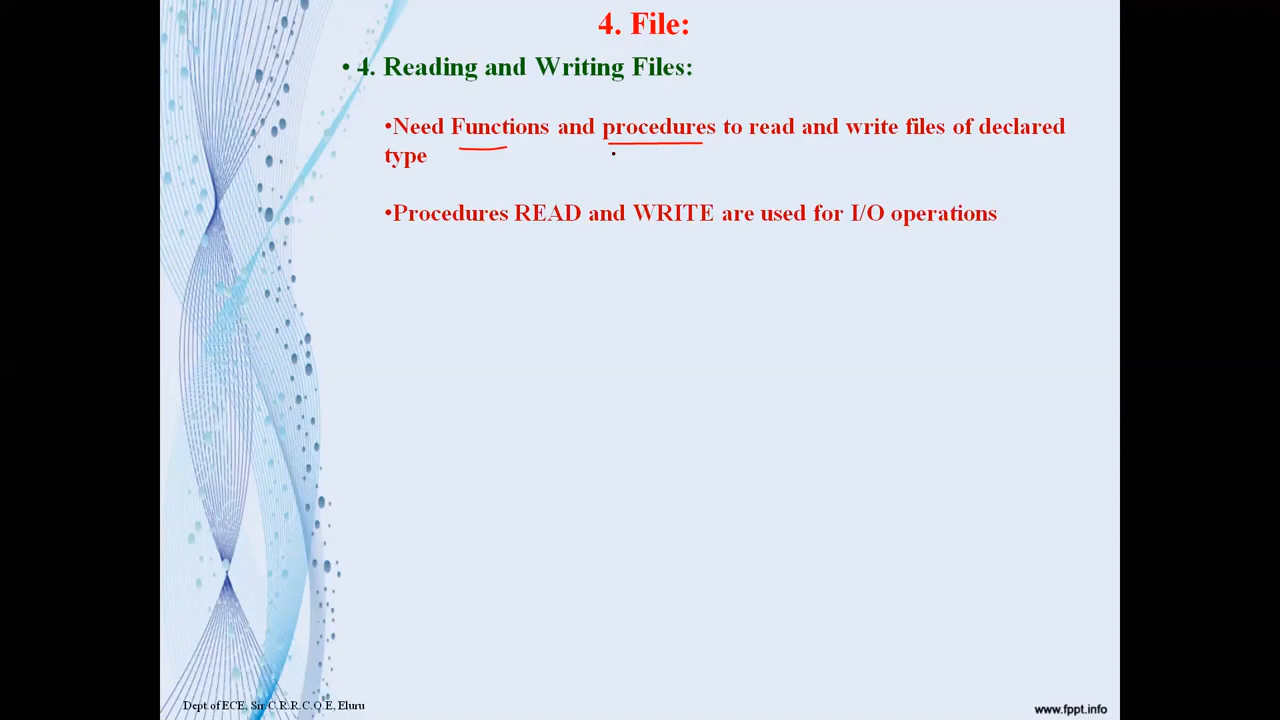 4. File:
• 4. Reading and Writing Files:
•Need Functions and procedures to read and write files of declared
type
•Procedures READ and WRITE are used for I/O operations
Dept of ECE, Sir.C.R.R.C.O.E, Eluru
www.fppt.info